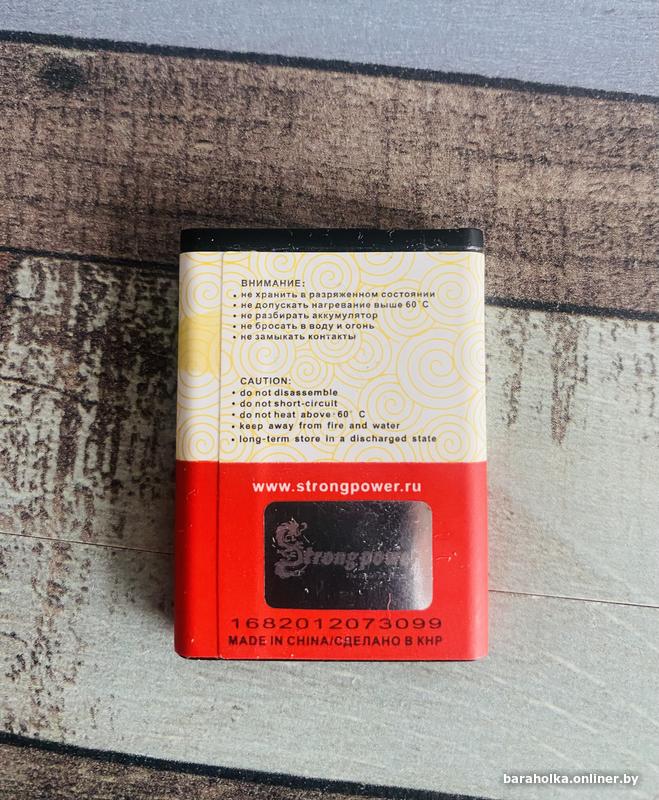 ВНИМАНИЕ:
• не хранить в разряженном состоянии
• не допускать нагревание выше 60°С
• не разбирать аккумулятор
• не бросать в воду и огонь
• не замыкать контакты
CAUTION:
• do not disassemble
• do not short-circuit
• do not heat above 60° C
• keep away from fire and water
• long-term store in a discharged state
www.strongpower.ru
Strong power
1682012073099
MADE IN CHINA/СДЕЛАНО В КНР
baraholka.onliner.by